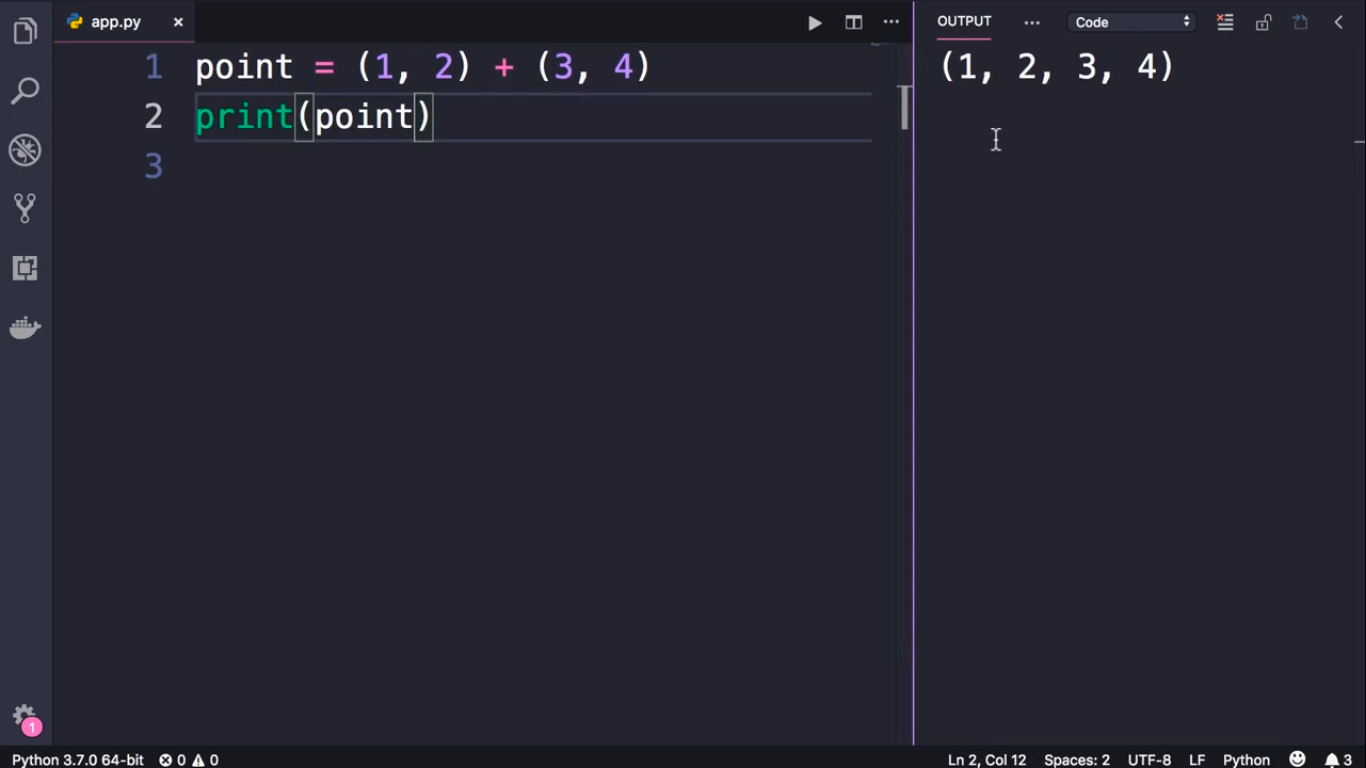 app.py
1 point = (1, 2) + (3, 4)
2 print(point)
3
OUTPUT
Code
(1, 2, 3, 4)
1
Python 3.7.0 64-bit 0 0
Ln 2, Col 12 Spaces: 2 UTF-8 LF Python 3